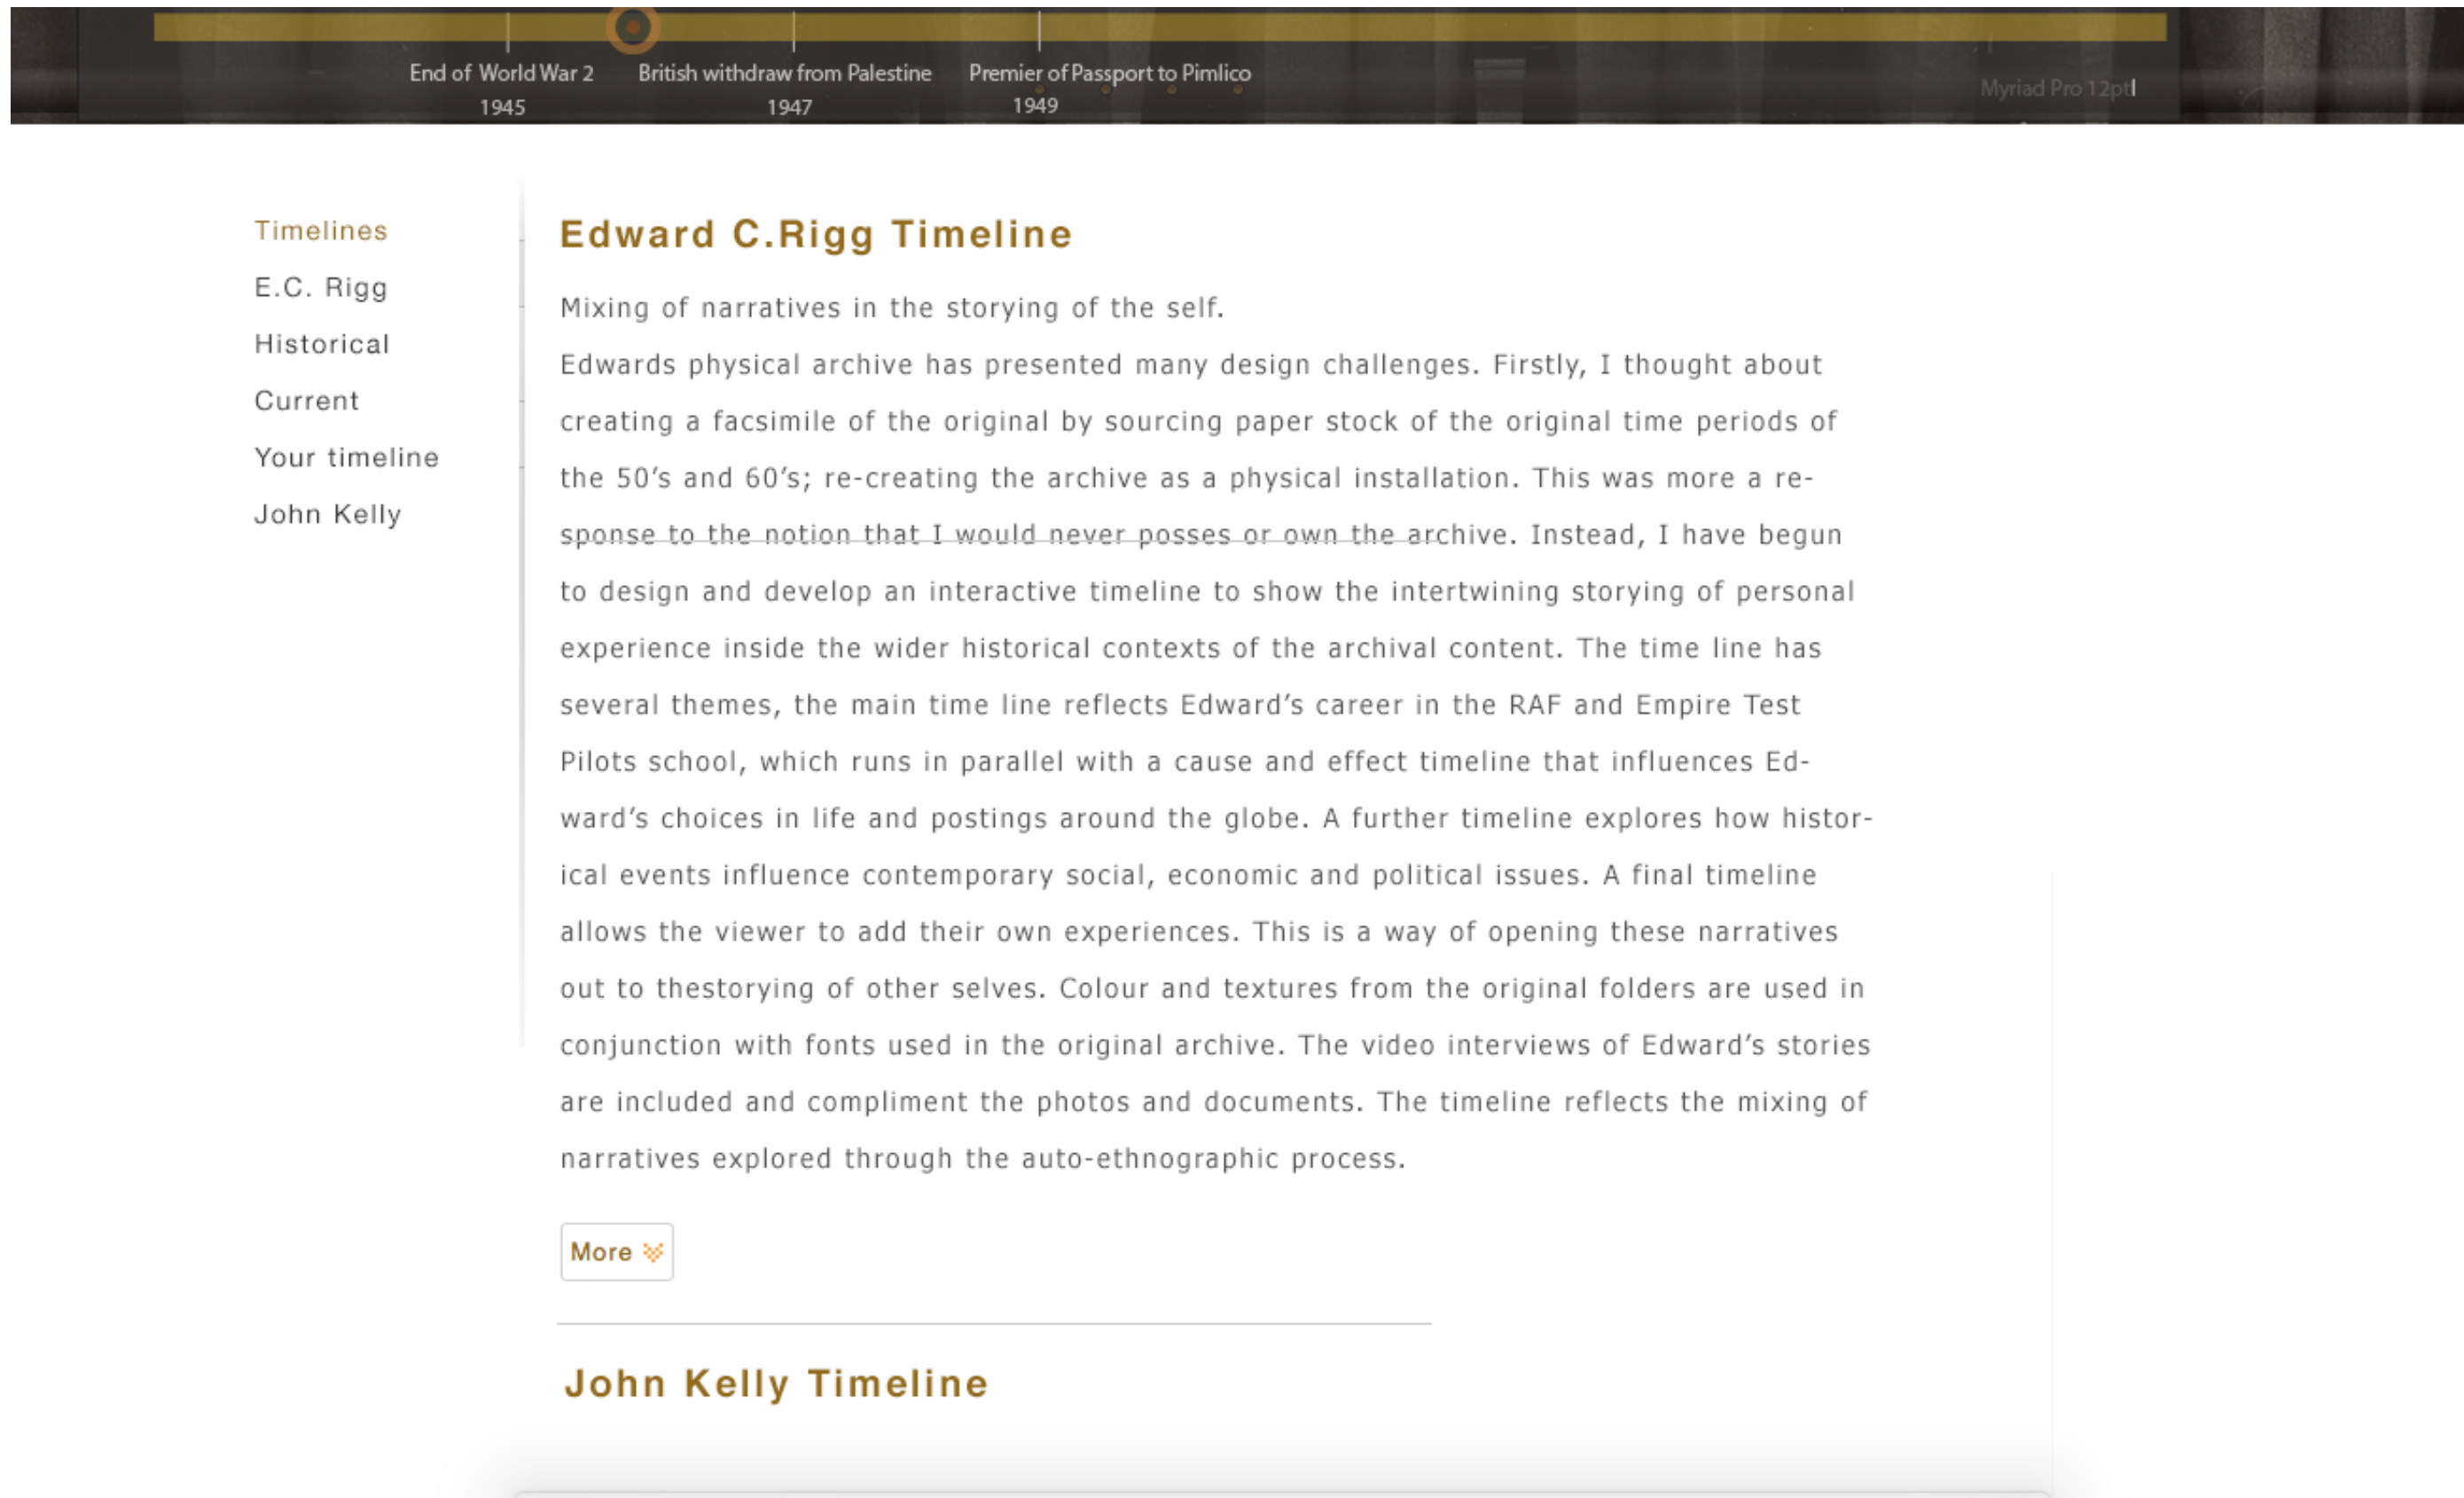 End of World War 2
British withdraw from Palestine
Premier of Passport to Pimlico
1945
1947
1949
Myriad Pro 12pt
Timelines
E.C. Rigg
Historical
Current
Your timeline
John Kelly
Edward C.Rigg Timeline
Mixing of narratives in the storying of the self.
Edwards physical archive has presented many design challenges. Firstly, I thought about
creating a facsimile of the original by sourcing paper stock of the original time periods of
the 50’s and 60’s; re-creating the archive as a physical installation. This was more a re-
sponse to the notion that I would never posses or own the archive. Instead, I have begun
to design and develop an interactive timeline to show the intertwining storying of personal
experience inside the wider historical contexts of the archival content. The time line has
several themes, the main time line reflects Edward’s career in the RAF and Empire Test
Pilots school, which runs in parallel with a cause and effect timeline that influences Ed-
ward’s choices in life and postings around the globe. A further timeline explores how histor-
ical events influence contemporary social, economic and political issues. A final timeline
allows the viewer to add their own experiences. This is a way of opening these narratives
out to thestorying of other selves. Colour and textures from the original folders are used in
conjunction with fonts used in the original archive. The video interviews of Edward’s stories
are included and compliment the photos and documents. The timeline reflects the mixing of
narratives explored through the auto-ethnographic process.
More
John Kelly Timeline